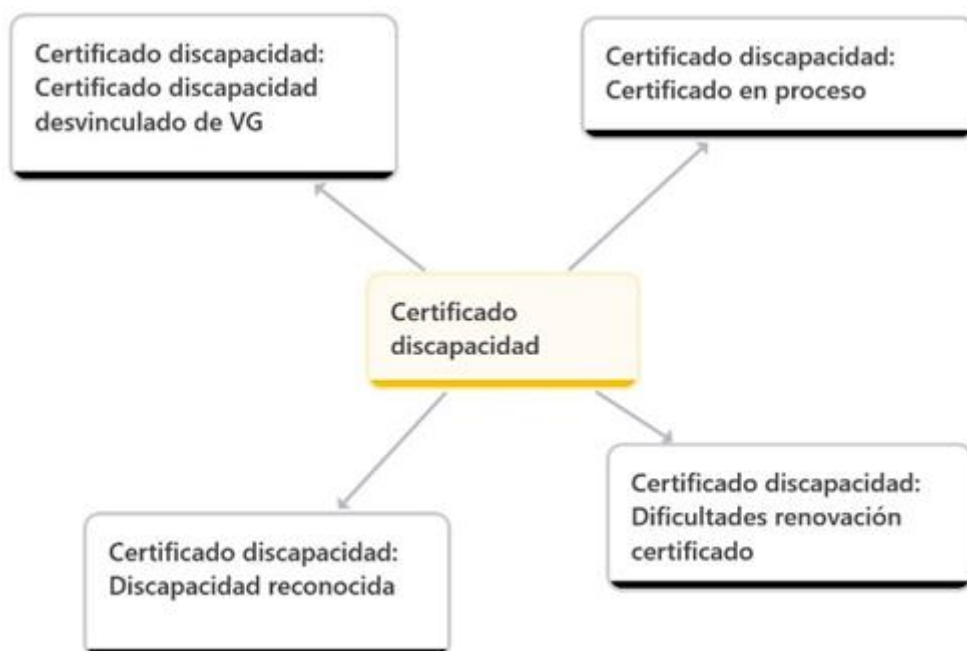 Certificado discapacidad:
Certificado discapacidad
desvinculado de VG
Certificado discapacidad:
Certificado en proceso
Certificado
discapacidad
Certificado discapacidad:
Discapacidad reconocida
Certificado discapacidad:
Dificultades renovación
certificado